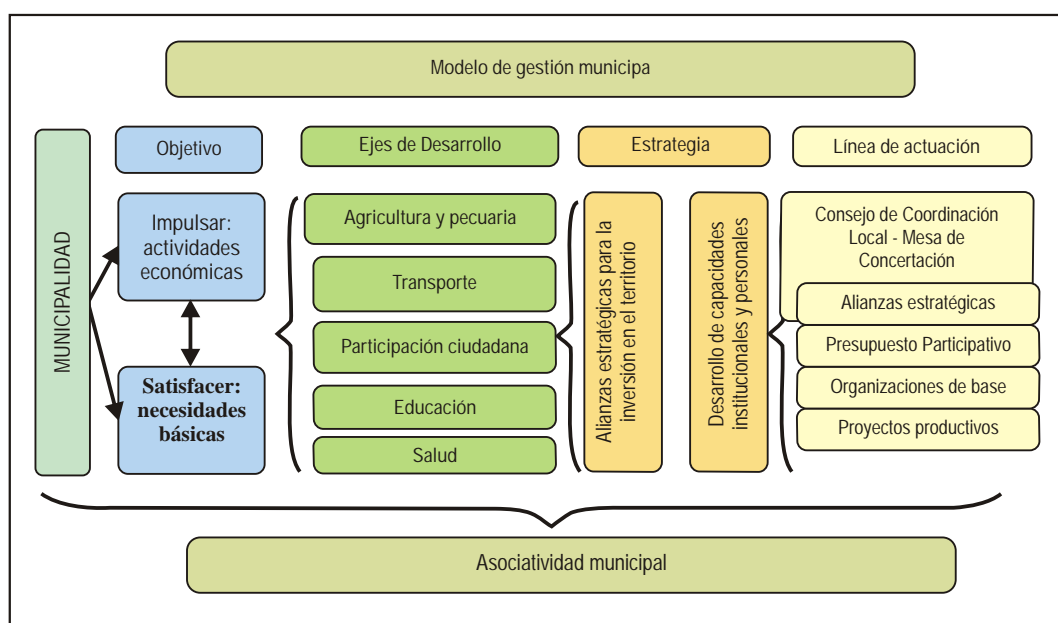 Modelo de gestión municipa
MUNICIPALIDAD
Objetivo
Ejes de Desarrollo
Estrategia
Línea de actuación
Impulsar:
actividades
económicas
Satisfacer:
necesidades
básicas
Agricultura y pecuaria
Transporte
Participación ciudadana
Educación
Salud
Alianzas estratégicas para la
inversión en el territorio
Desarrollo de capacidades
institucionales y personales
Consejo de Coordinación
Local - Mesa de
Concertación
Alianzas estratégicas
Presupuesto Participativo
Organizaciones de base
Proyectos productivos
Asociatividad municipal